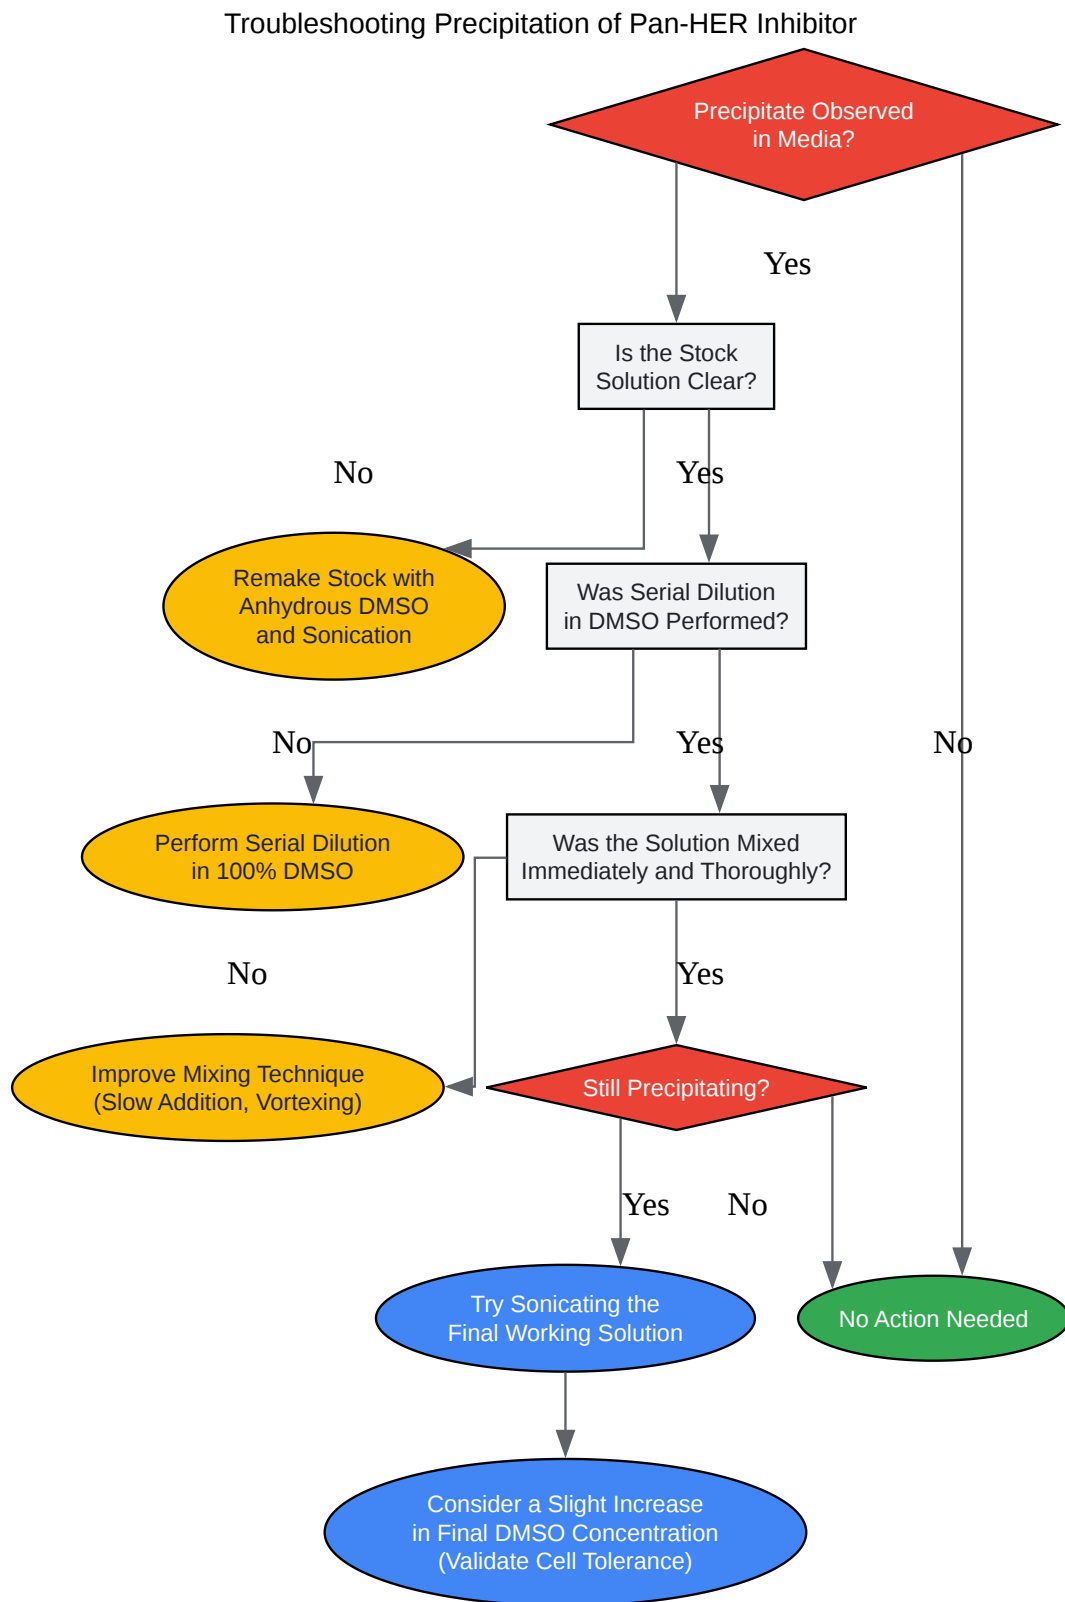 Troubleshooting Precipitation of Pan-HER Inhibitor
Precipitate Observed
in Media?
Yes
Is the Stock
Solution Clear?
No
Yes
Remake Stock with
Anhydrous DMSO
and Sonication
Was Serial Dilution
in DMSO Performed?
No
Yes
No
Perform Serial Dilution
in 100% DMSO
Was the Solution Mixed
Immediately and Thoroughly?
No
Yes
Improve Mixing Technique
(Slow Addition, Vortexing)
Still Precipitating?
Yes
No
Try Sonicating the
Final Working Solution
No Action Needed
Consider a Slight Increase
in Final DMSO Concentration
(Validate Cell Tolerance)